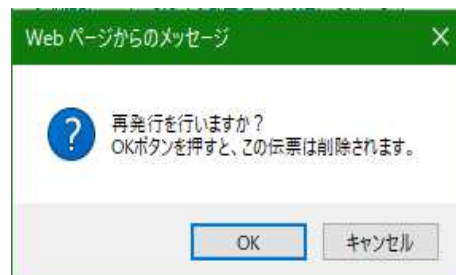 Web ページからのメッセージ
再発行を行いますか?
OKボタンを押すと、この伝票は削除されます。
OK
キャンセル